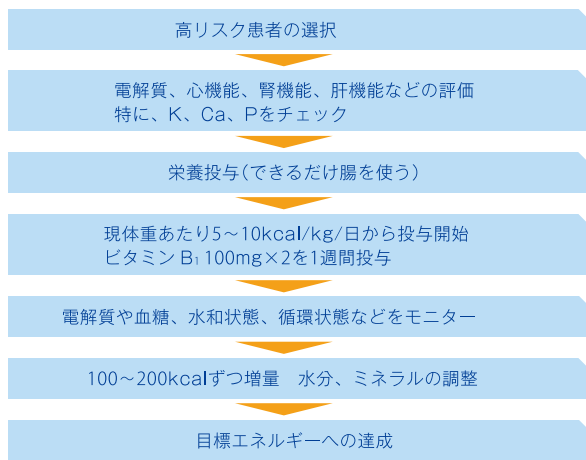 高リスク患者の選択
電解質、心機能、腎機能、肝機能などの評価
特に、K、Ca、Pをチェック
栄養投与(できるだけ腸を使う)
現体重あたり5〜10kcal/kg/日から投与開始
ビタミン B₁ 100mg×2を1週間投与
電解質や血糖、水和状態、循環状態などをモニター
100〜200kcalずつ増量　水分、ミネラルの調整
目標エネルギーへの達成